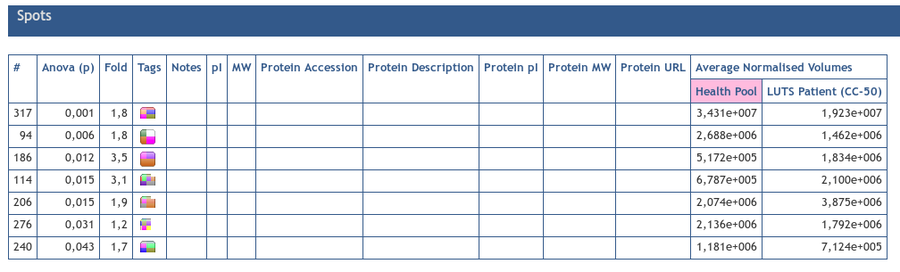 Spots
# Anova (p) Fold Tags Notes pI MW Protein Accession Protein Description Protein pI Protein MW Protein URL Average Normalised Volumes
Health Pool LUTS Patient (CC-50)
317 0,001 1,8 3,431e+007 1,923e+007
94 0,006 1,8 2,688e+006 1,462e+006
186 0,012 3,5 5,172e+005 1,834e+006
114 0,015 3,1 6,787e+005 2,100e+006
206 0,015 1,9 2,074e+006 3,875e+006
276 0,031 1,2 2,136e+006 1,792e+006
240 0,043 1,7 1,181e+006 7,124e+005